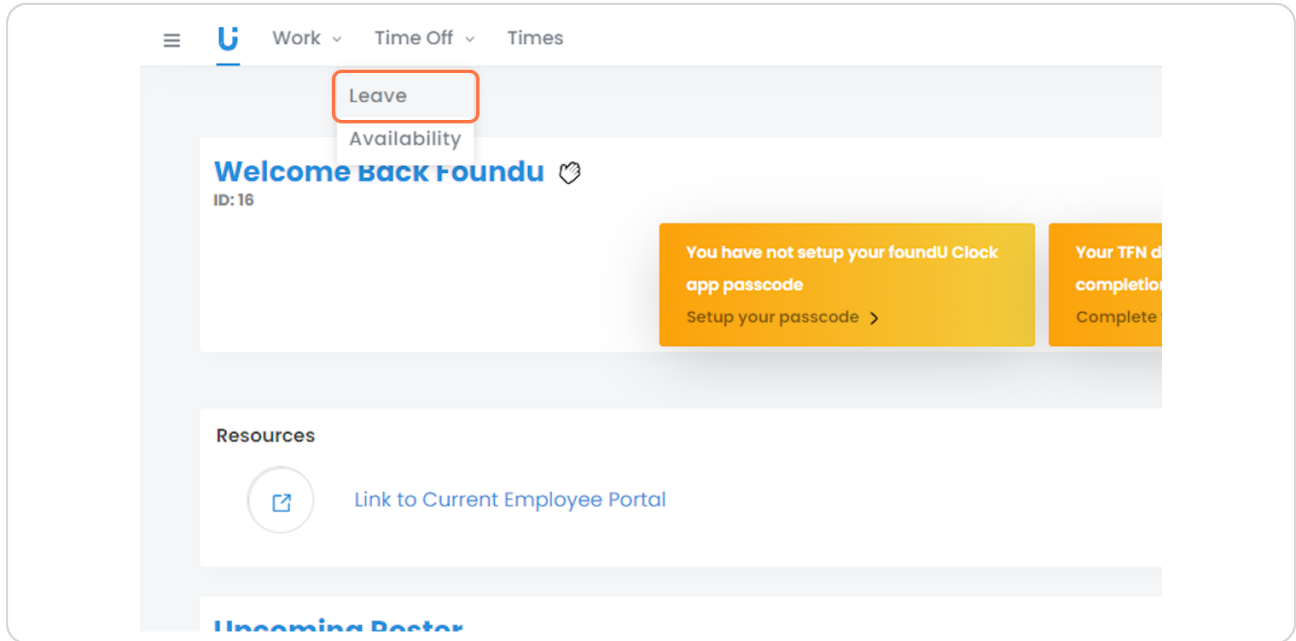 Work Time Off Times
Leave
Availability
Welcome Back Foundu
ID: 16
You have not setup your foundU Clock
app passcode
Setup your passcode
Your TFN d
completion
Complete
Resources
Link to Current Employee Portal
Upcoming Roster